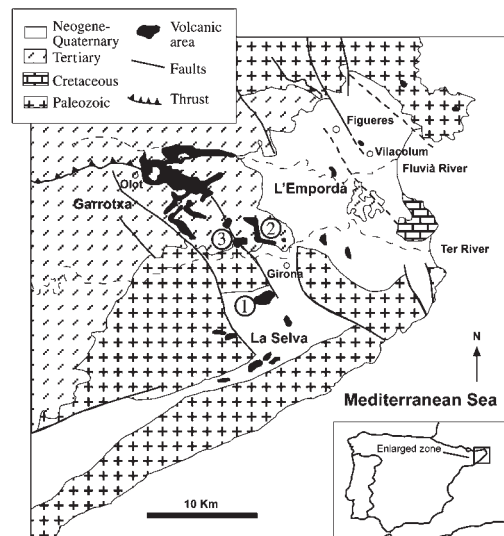 Neogene-
Quaternary
Tertiary
Cretaceous
Paleozoic
Volcanic
area
Faults
Thrust
Figueres
Vilacolum
Fluvià River
L'Empordà
Olot
Garrotxa
3
2
Ter River
Girona
1
La Selva
N
Mediterranean Sea
Enlarged zone
10 Km